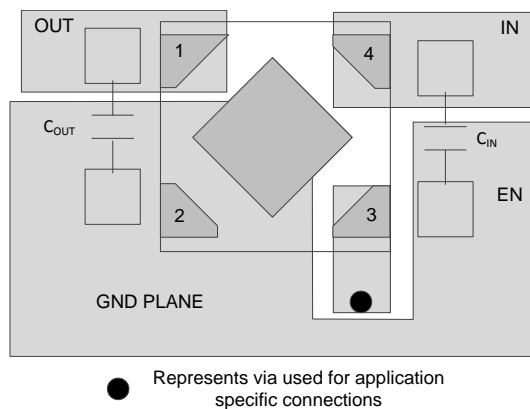 OUT
IN
1
4
COUT
CIN
2
3
EN
GND PLANE
Represents via used for application
specific connections